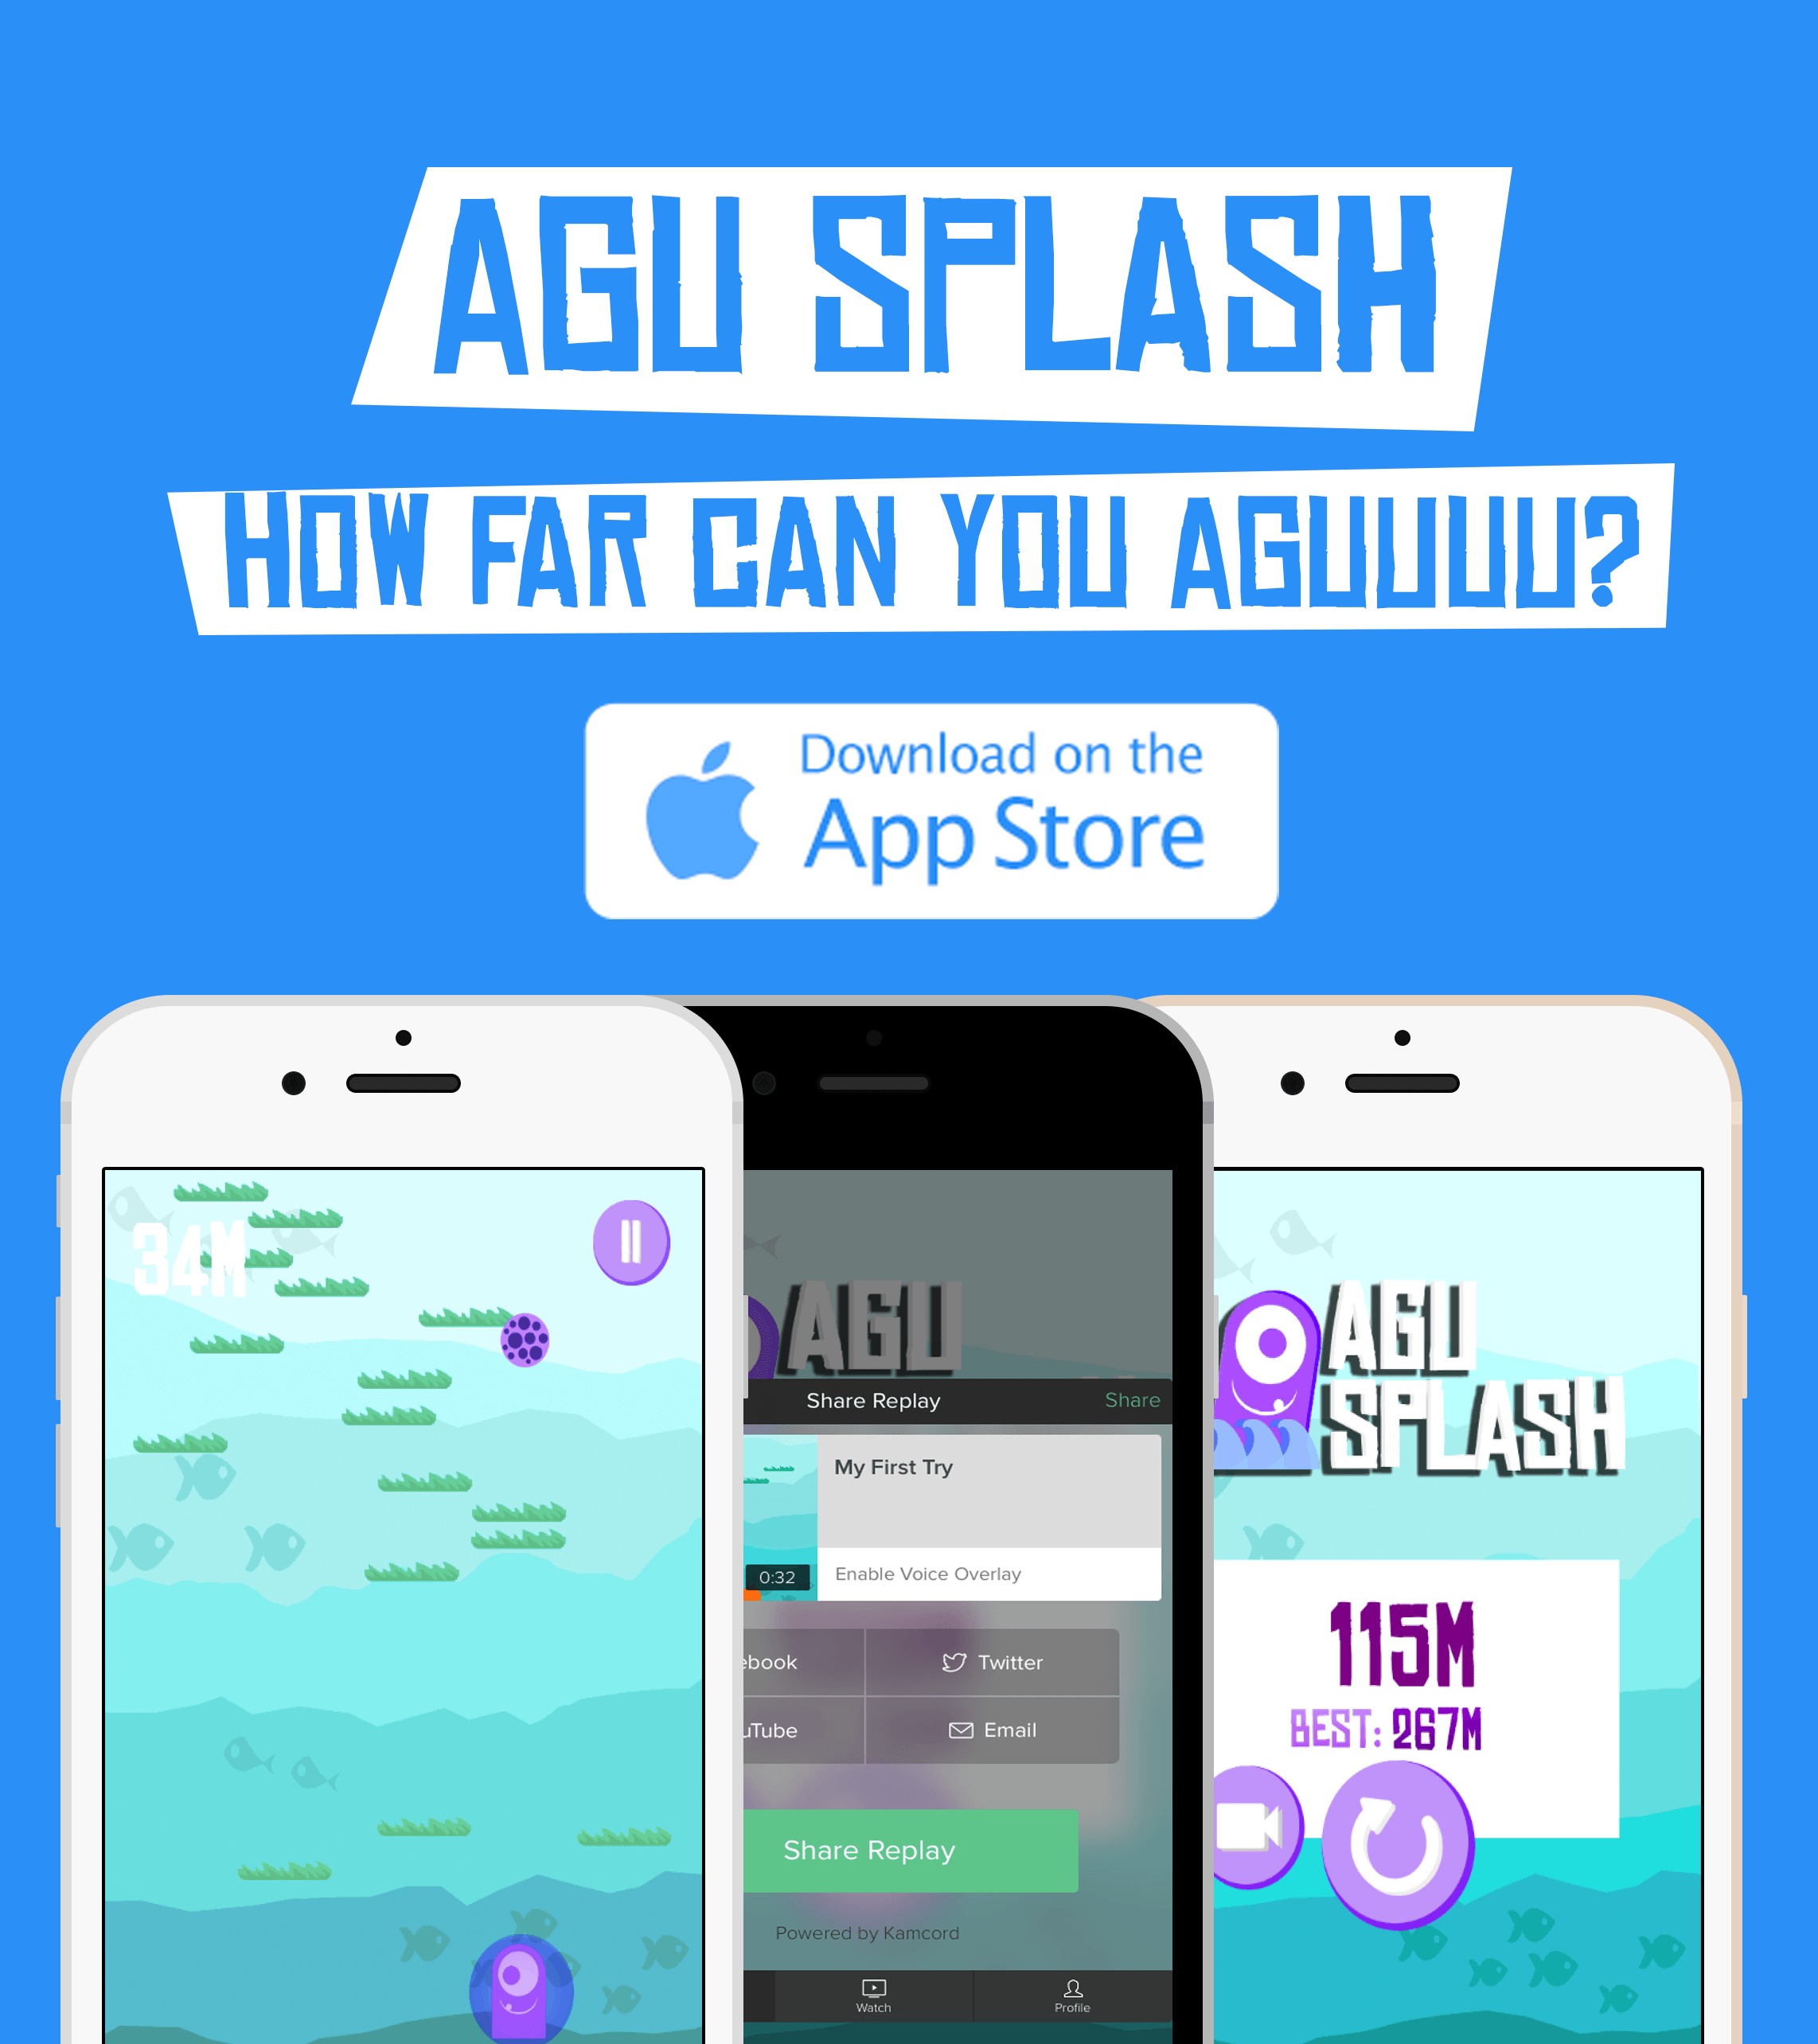 AGU SPLASH
HOW FAR CAN YOU AGUUUU?
Download on the
App Store
34M
AGU
Share Replay
Share
My First Try
0:32
Enable Voice Overlay
ebook
Twitter
uTube
Email
Share Replay
Powered by Kamcord
Watch
Profile
AGU
SPLASH
115M
BEST: 267M